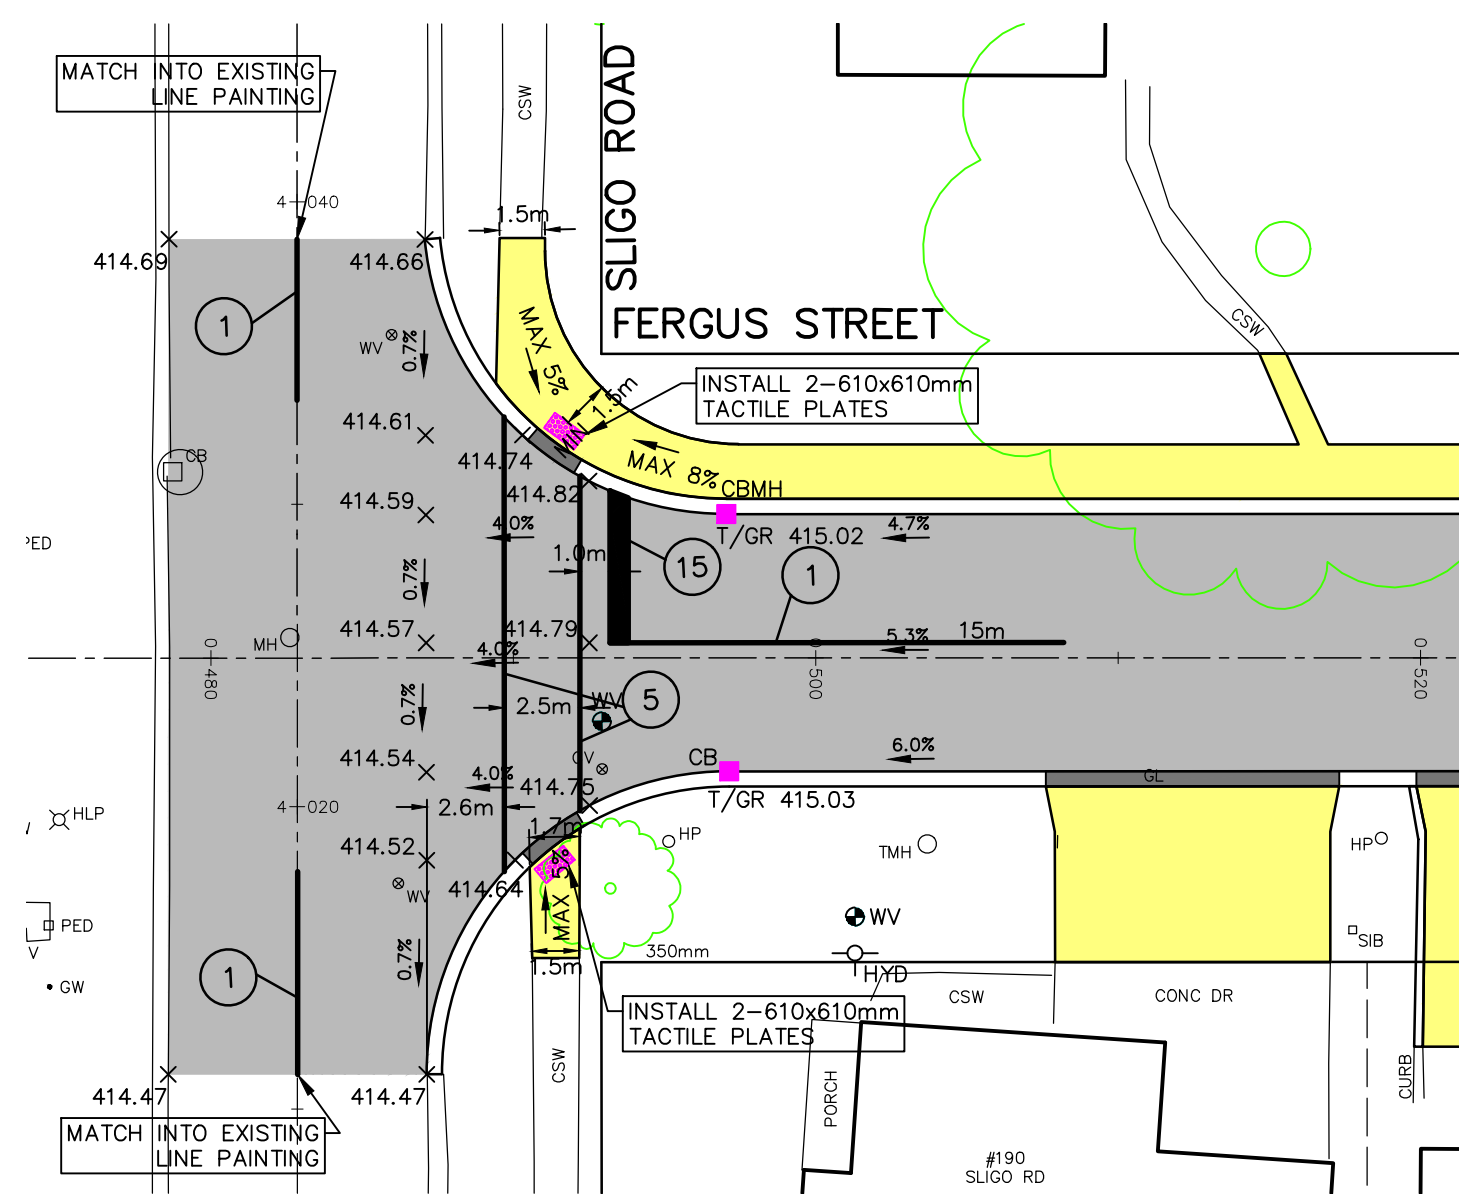 MATCH INTO EXISTING
LINE PAINTING
CSW
SLIGO ROAD
4 040
1.5m
414.69
414.66
1
WV
0.7%
MAX 5%
FERGUS STREET
CSW
INSTALL 2-610x610mm
TACTILE PLATES
MIN 1.5m
414.61
CB
414.74
MAX 8%
CBMH
414.82
414.59
4.0%
T/GR 415.02
4.7%
PED
1.0m
15
1
0.7%
414.57
414.79
MH
4.0%
5.3%
15m
0
480
0
500
0
520
0.7%
2.5m
WV
5
6.0%
CB
414.54
4.0%
414.75
GL
T/GR 415.03
4 020
2.6m
HLP
1.7m
HP
414.52
TMH
HP
WV
414.64
MAX 5%
WV
PED
SIB
0.7%
350mm
1.5m
HYD
1
GW
CSW
CONC DR
INSTALL 2-610x610mm
TACTILE PLATES
CSW
PORCH
CURB
414.47
414.47
MATCH INTO EXISTING
LINE PAINTING
#190
SLIGO RD